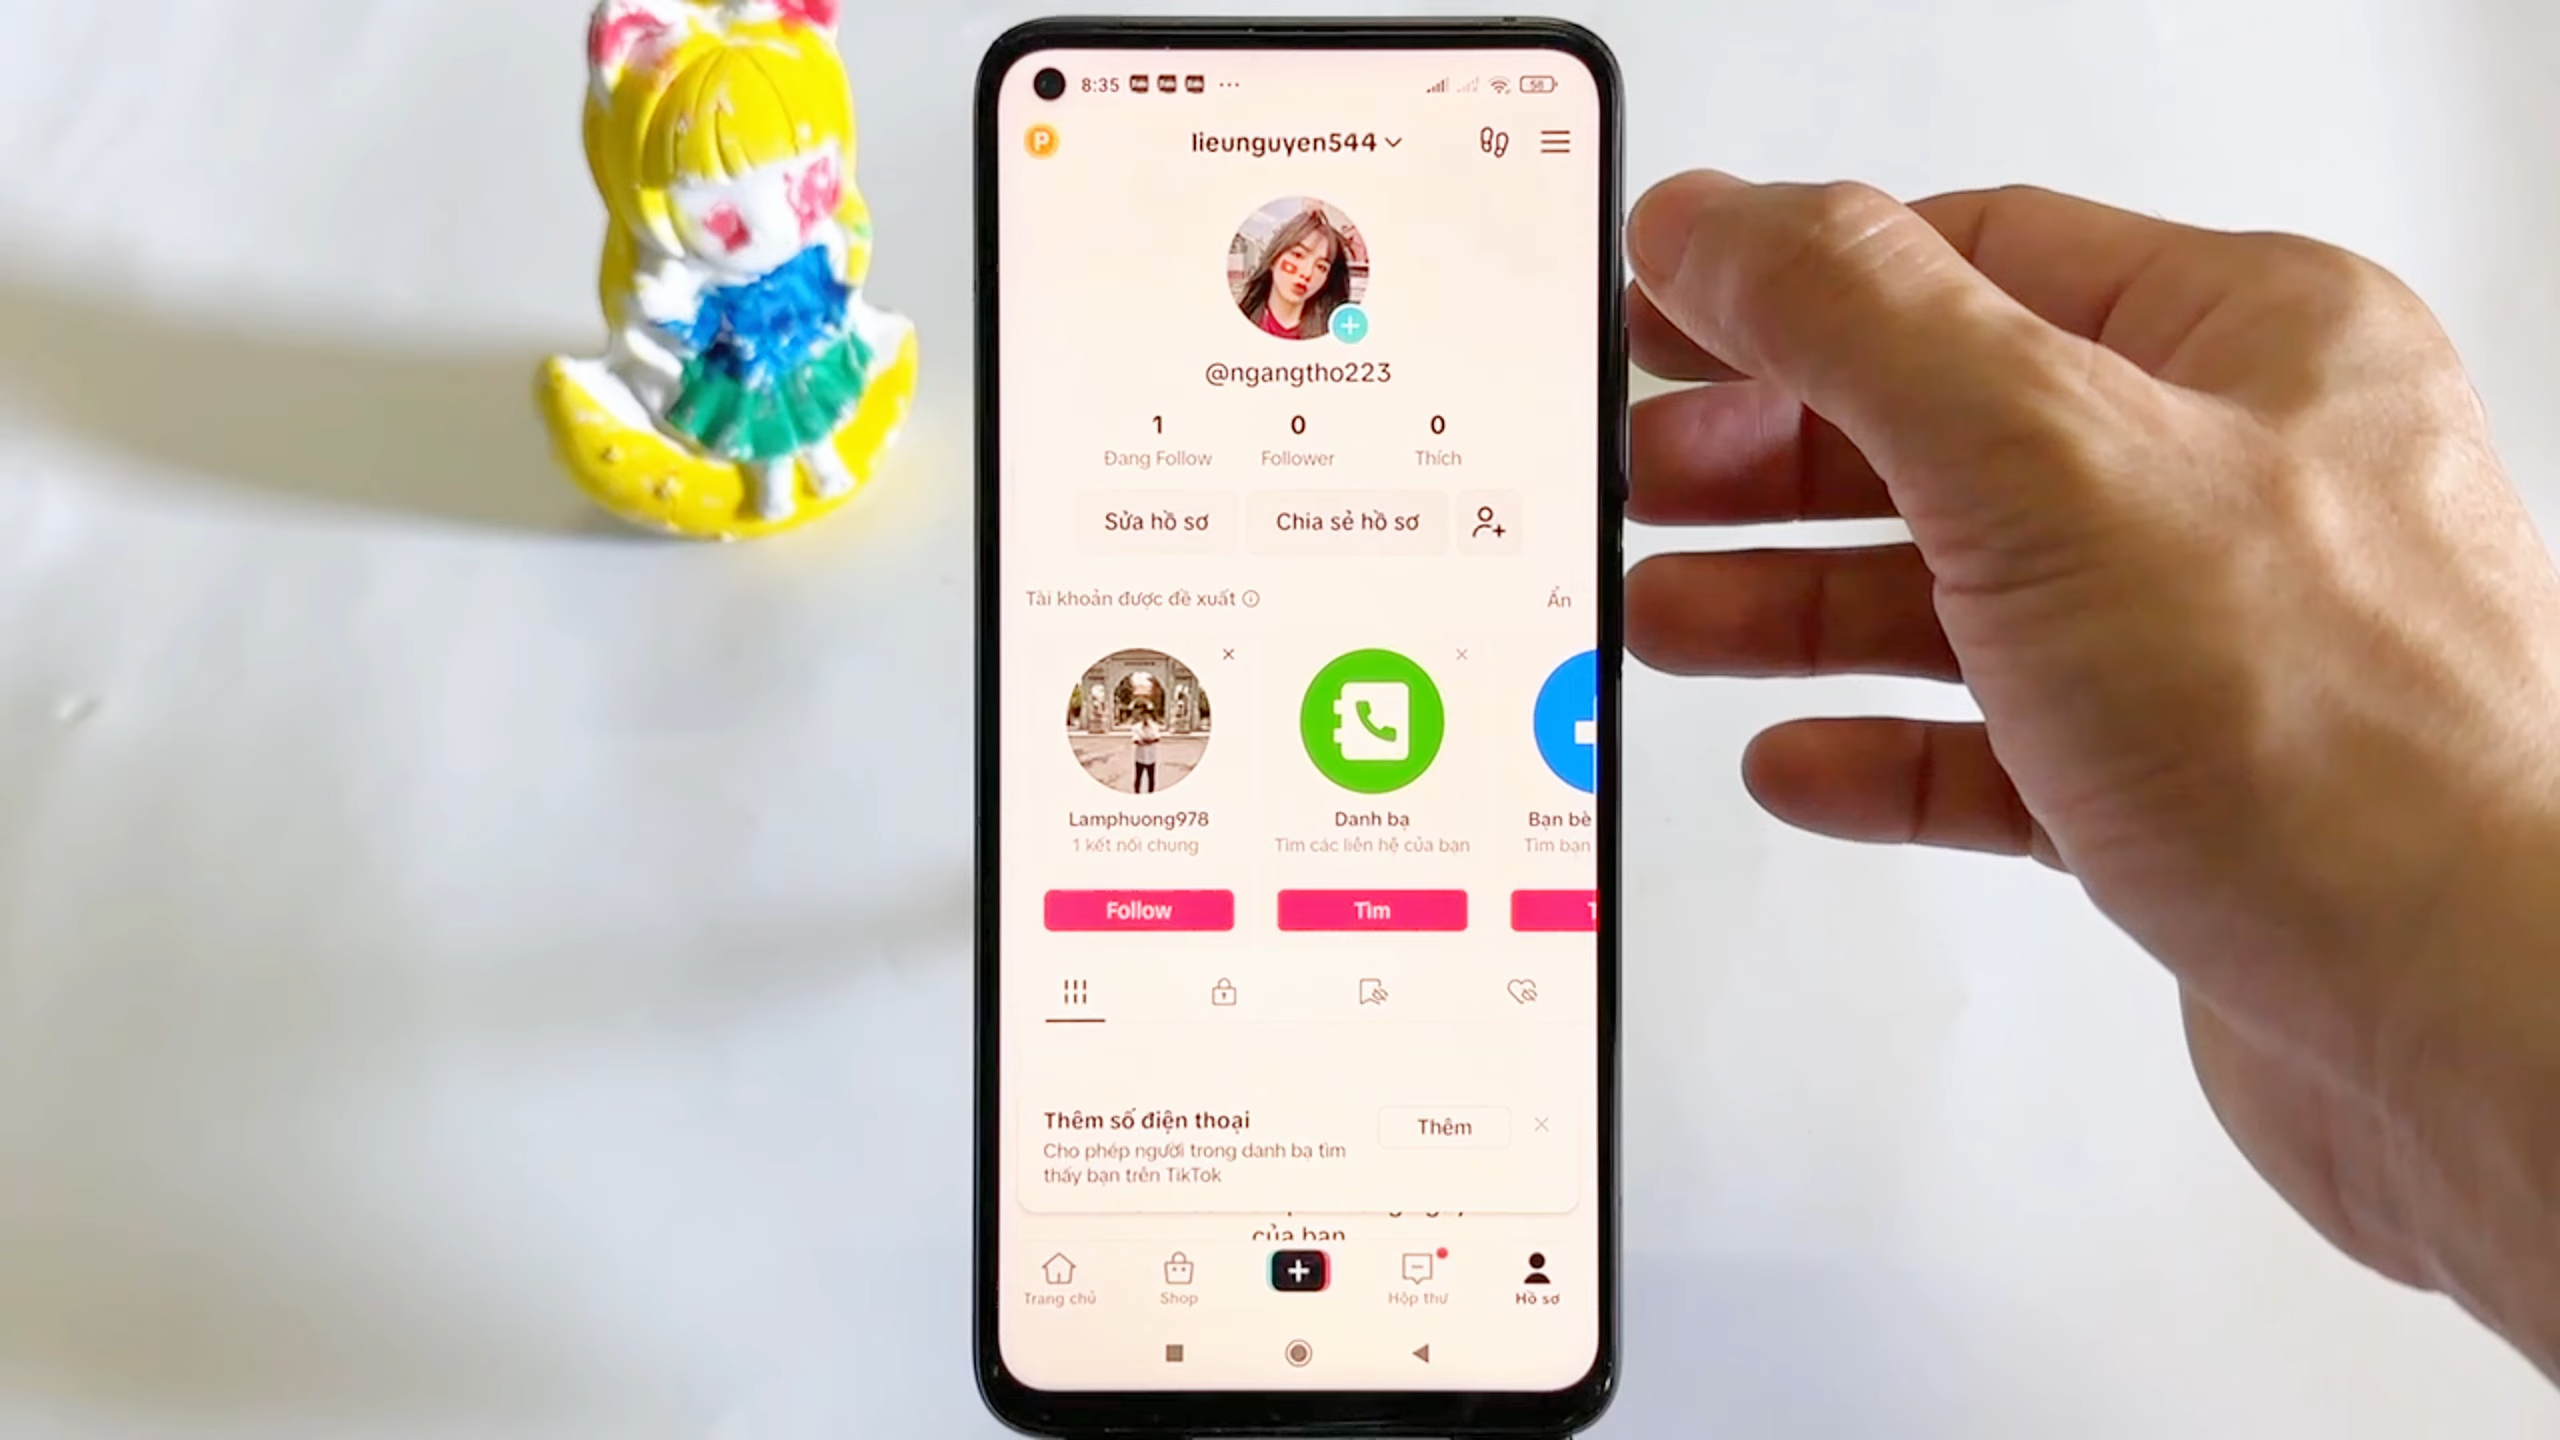 8:35
58
P
lieunguyen544
@ngangtho223
1
0
0
Đang Follow
Follower
Thích
Sửa hồ sơ
Chia sẻ hồ sơ
Tài khoản được đề xuất
Ẩn
Lamphuong978
1 kết nối chung
Follow
Danh bạ
Tìm các liên hệ của bạn
Tìm
Bạn bè
Tìm bạn
T
Thêm số điện thoại
Thêm
Cho phép người trong danh bạ tìm
thấy bạn trên TikTok
của bạn
Trang chủ
Shop
Hộp thư
Hồ sơ